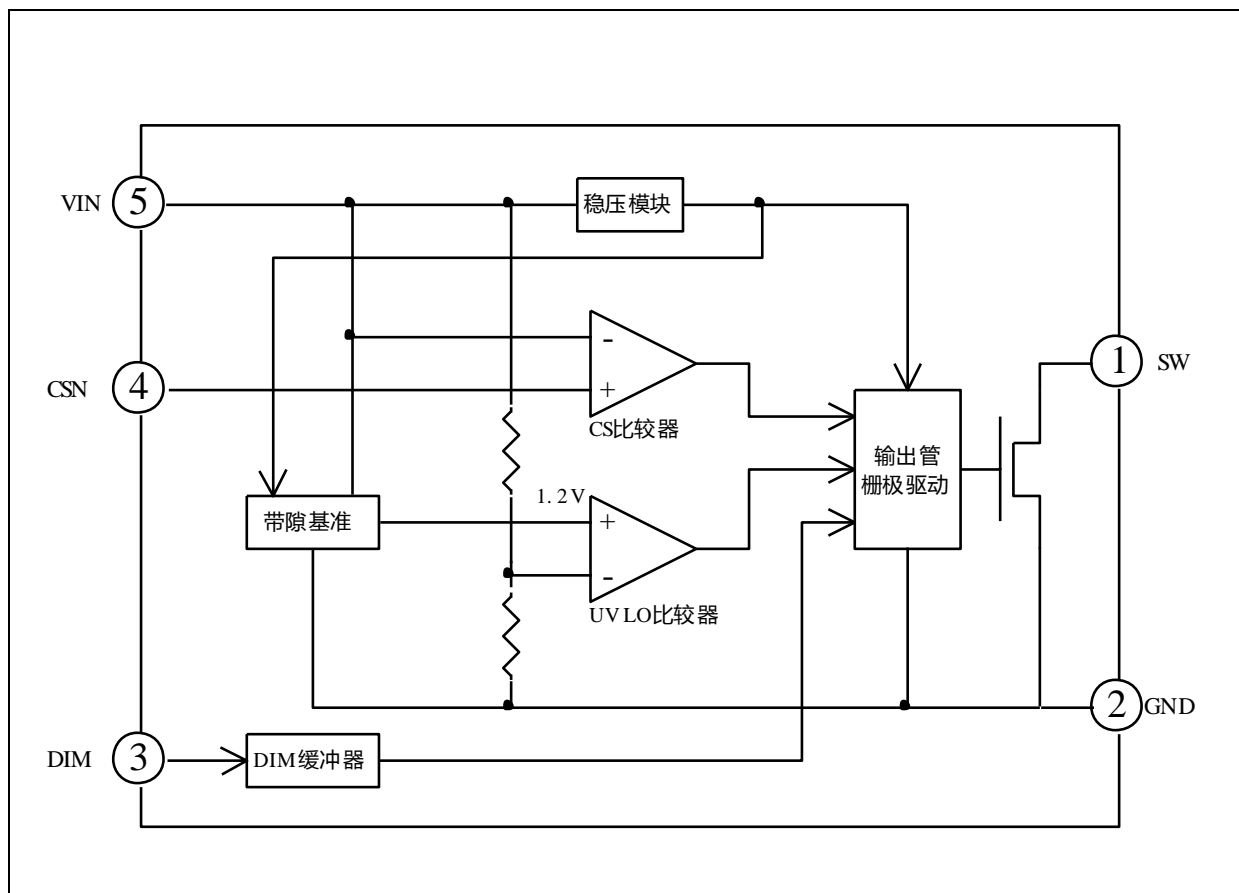 VIN
5
稳压模块
-
1
SW
CSN
4
+
CS比较器
输出管
栅极驱动
1.2V
带隙基准
+
-
UVLO比较器
2
GND
DIM
3
DIM缓冲器